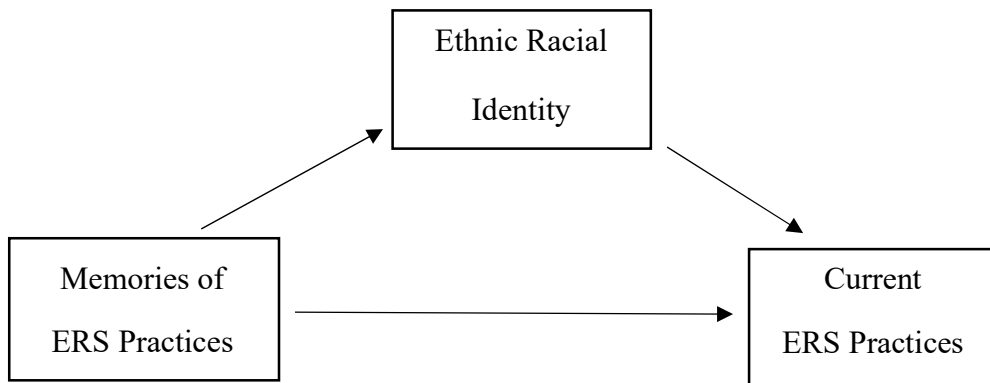 Ethnic Racial
Identity
Memories of
ERS Practices
Current
ERS Practices